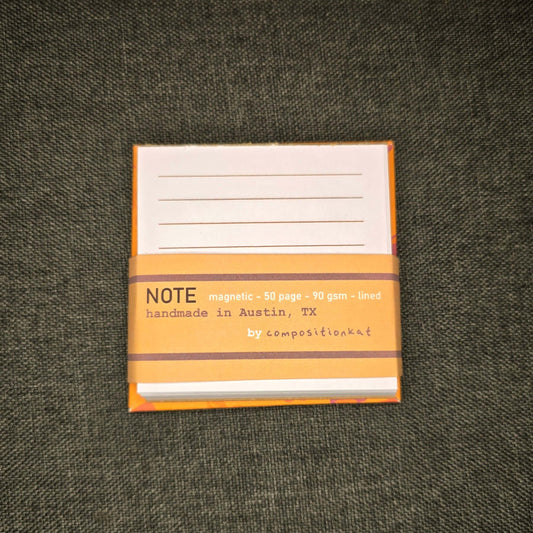 NOTE magnetic - 50 page - 90 gsm - lined
handmade in Austin, TX
by compositionkat